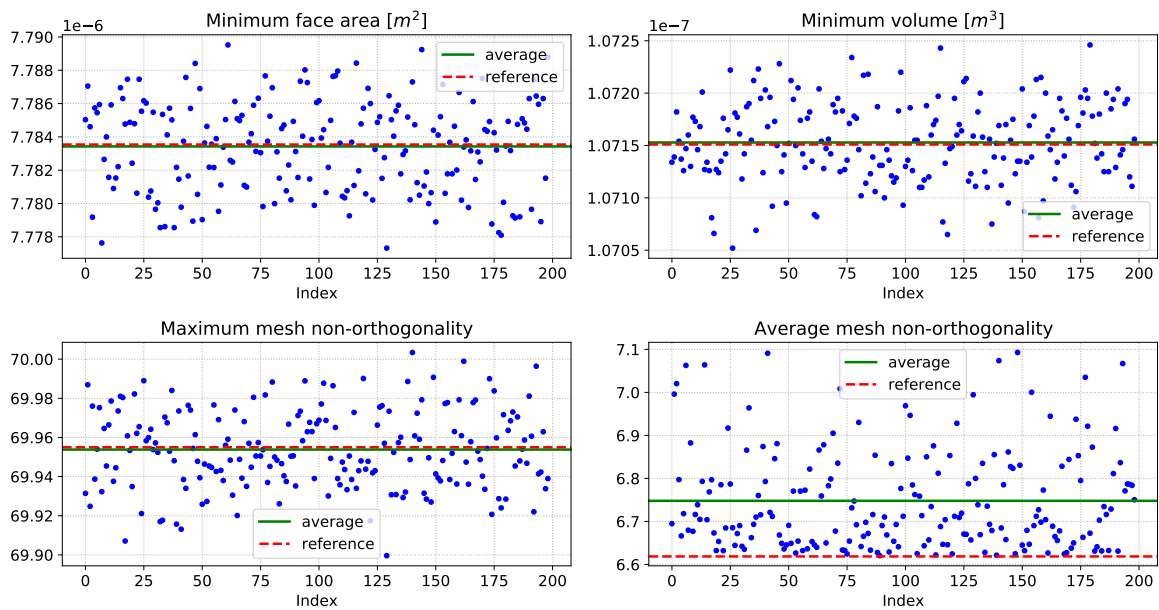 Minimum face area [m²]
1e−6
7.790
7.788
7.786
7.784
7.782
7.780
7.778
0 25 50 75 100 125 150 175 200
Index
average
reference
Minimum volume [m³]
1e−7
1.0725
1.0720
1.0715
1.0710
1.0705
0 25 50 75 100 125 150 175 200
Index
average
reference
Maximum mesh non-orthogonality
70.00
69.98
69.96
69.94
69.92
69.90
0 25 50 75 100 125 150 175 200
Index
average
reference
Average mesh non-orthogonality
7.1
7.0
6.9
6.8
6.7
6.6
0 25 50 75 100 125 150 175 200
Index
average
reference